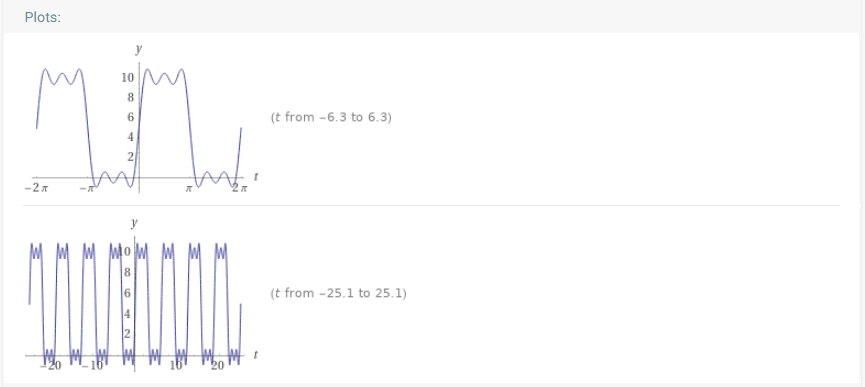 Plots:
y
10
8
6
4
2
t
-2π
-π
π
2π
(t from −6.3 to 6.3)
y
10
8
6
4
2
t
-20
-10
10
20
(t from −25.1 to 25.1)